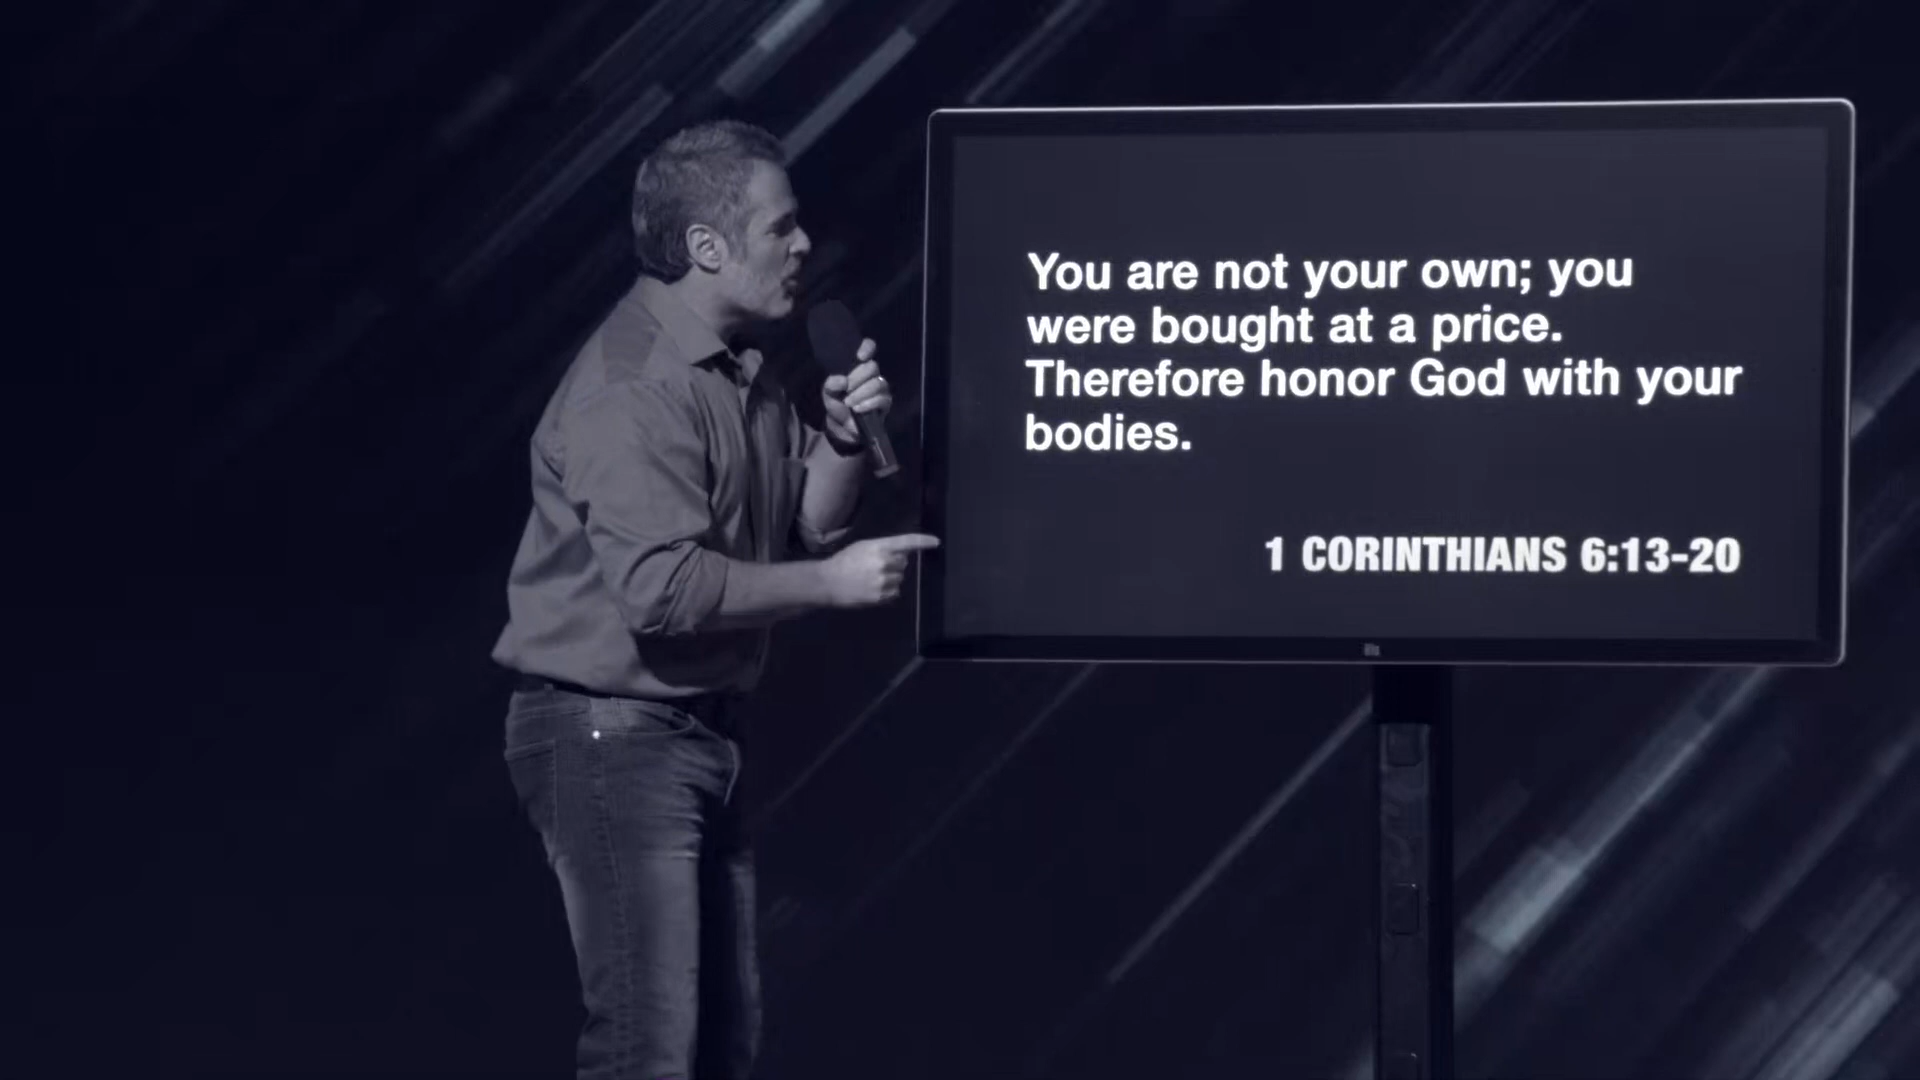 You are not your own; you
were bought at a price.
Therefore honor God with your
bodies.
1 CORINTHIANS 6:13-20